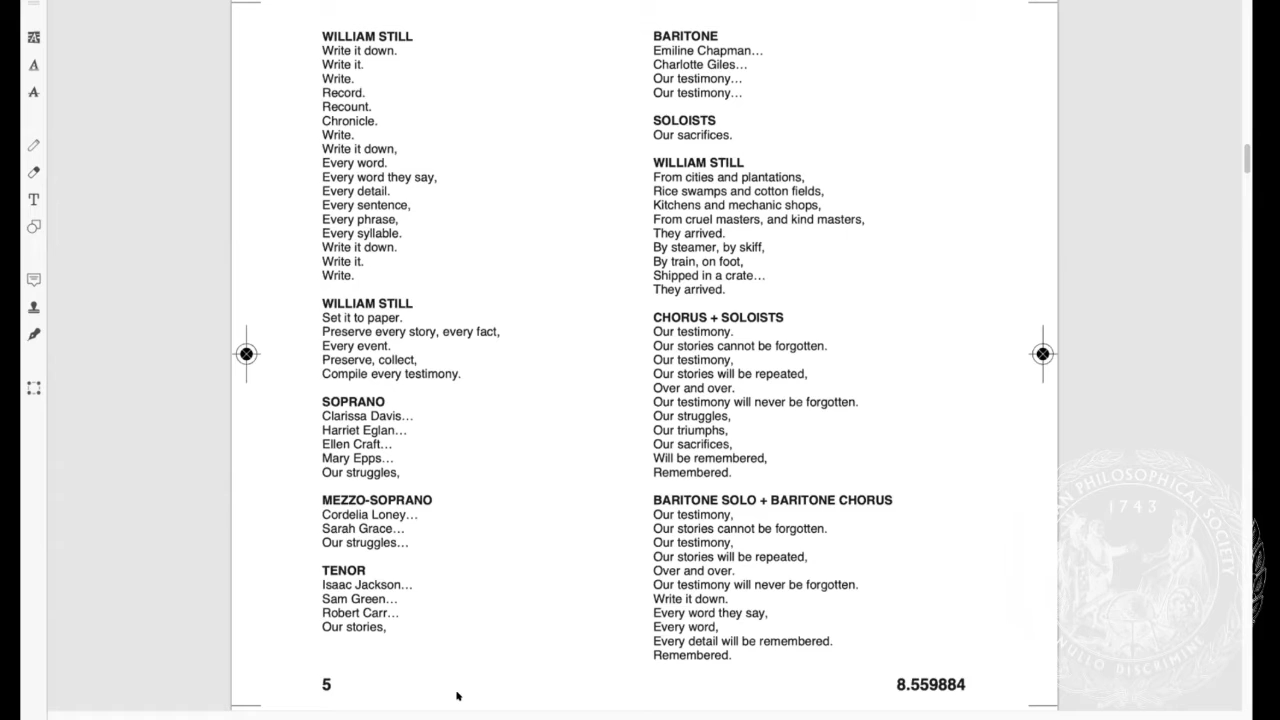 WILLIAM STILL
Write it down.
Write it.
Write.
Record.
Recount.
Chronicle.
Write.
Write it down,
Every word.
Every word they say,
Every detail.
Every sentence,
Every phrase,
Every syllable.
Write it down.
Write it.
Write.
WILLIAM STILL
Set it to paper.
Preserve every story, every fact,
Every event.
Preserve, collect,
Compile every testimony.
SOPRANO
Clarissa Davis…
Harriet Eglan…
Ellen Craft…
Mary Epps…
Our struggles,
MEZZO-SOPRANO
Cordelia Loney…
Sarah Grace…
Our struggles…
TENOR
Isaac Jackson…
Sam Green…
Robert Carr…
Our stories,
BARITONE
Emiline Chapman…
Charlotte Giles…
Our testimony…
Our testimony…
SOLOISTS
Our sacrifices.
WILLIAM STILL
From cities and plantations,
Rice swamps and cotton fields,
Kitchens and mechanic shops,
From cruel masters, and kind masters,
They arrived.
By steamer, by skiff,
By train, on foot,
Shipped in a crate…
They arrived.
CHORUS + SOLOISTS
Our testimony.
Our stories cannot be forgotten.
Our testimony,
Our stories will be repeated,
Over and over.
Our testimony will never be forgotten.
Our struggles,
Our triumphs,
Our sacrifices,
Will be remembered,
Remembered.
BARITONE SOLO + BARITONE CHORUS
Our testimony,
Our stories cannot be forgotten.
Our testimony,
Our stories will be repeated,
Over and over.
Our testimony will never be forgotten.
Write it down.
Every word they say,
Every word,
Every detail will be remembered.
Remembered.
5
8.559884
PHILOSOPHICAL SOCIETY
1743
NULLO DISCRIMINE